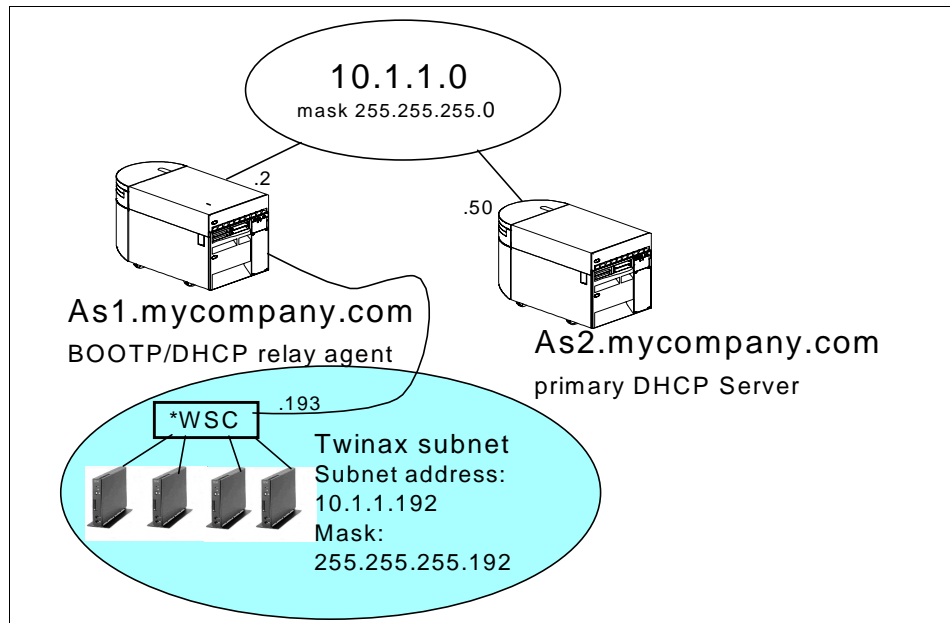 10.1.1.0
mask 255.255.255.0
.2
.50
As1.mycompany.com
BOOTP/DHCP relay agent
As2.mycompany.com
primary DHCP Server
.193
*WSC
Twinax subnet
Subnet address:
10.1.1.192
Mask:
255.255.255.192